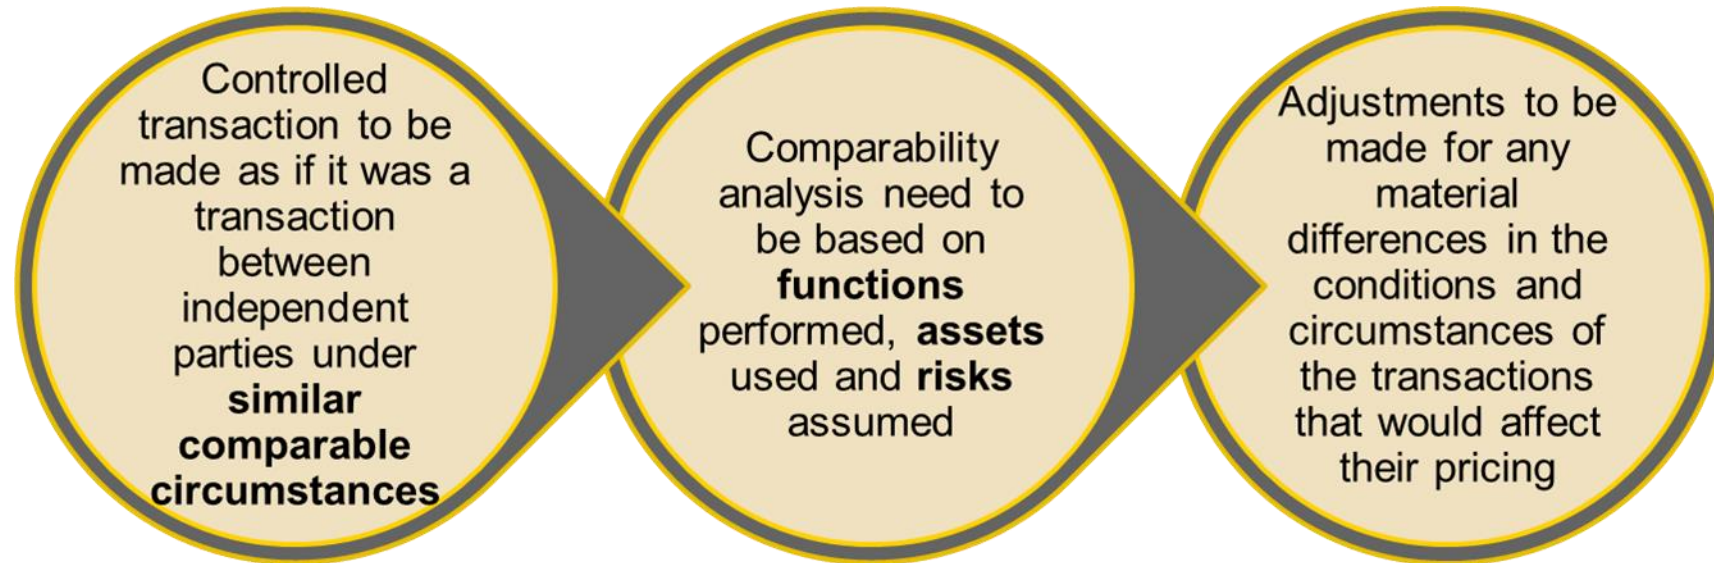 Controlled
transaction to be
made as if it was a
transaction
between
independent
parties under
similar
comparable
circumstances
Comparability
analysis need to
be based on
functions
performed, assets
used and risks
assumed
Adjustments to be
made for any
material
differences in the
conditions and
circumstances of
the transactions
that would affect
their pricing